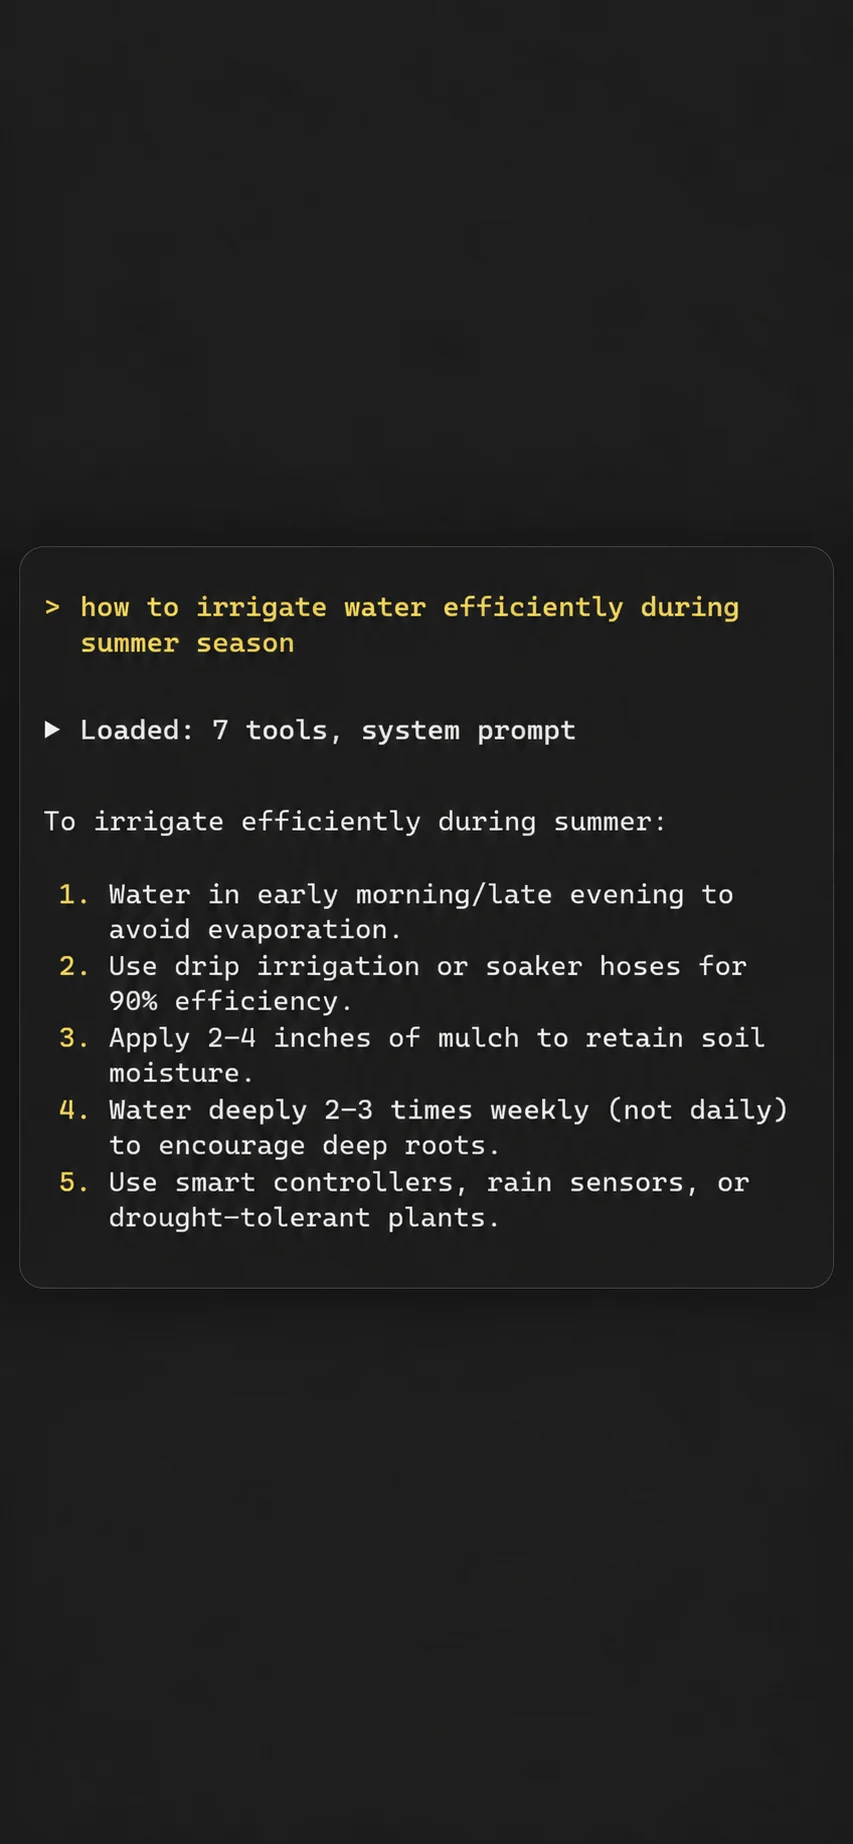 > how to irrigate water efficiently during
summer season
▶ Loaded: 7 tools, system prompt
To irrigate efficiently during summer:
1. Water in early morning/late evening to
avoid evaporation.
2. Use drip irrigation or soaker hoses for
90% efficiency.
3. Apply 2–4 inches of mulch to retain soil
moisture.
4. Water deeply 2–3 times weekly (not daily)
to encourage deep roots.
5. Use smart controllers, rain sensors, or
drought–tolerant plants.